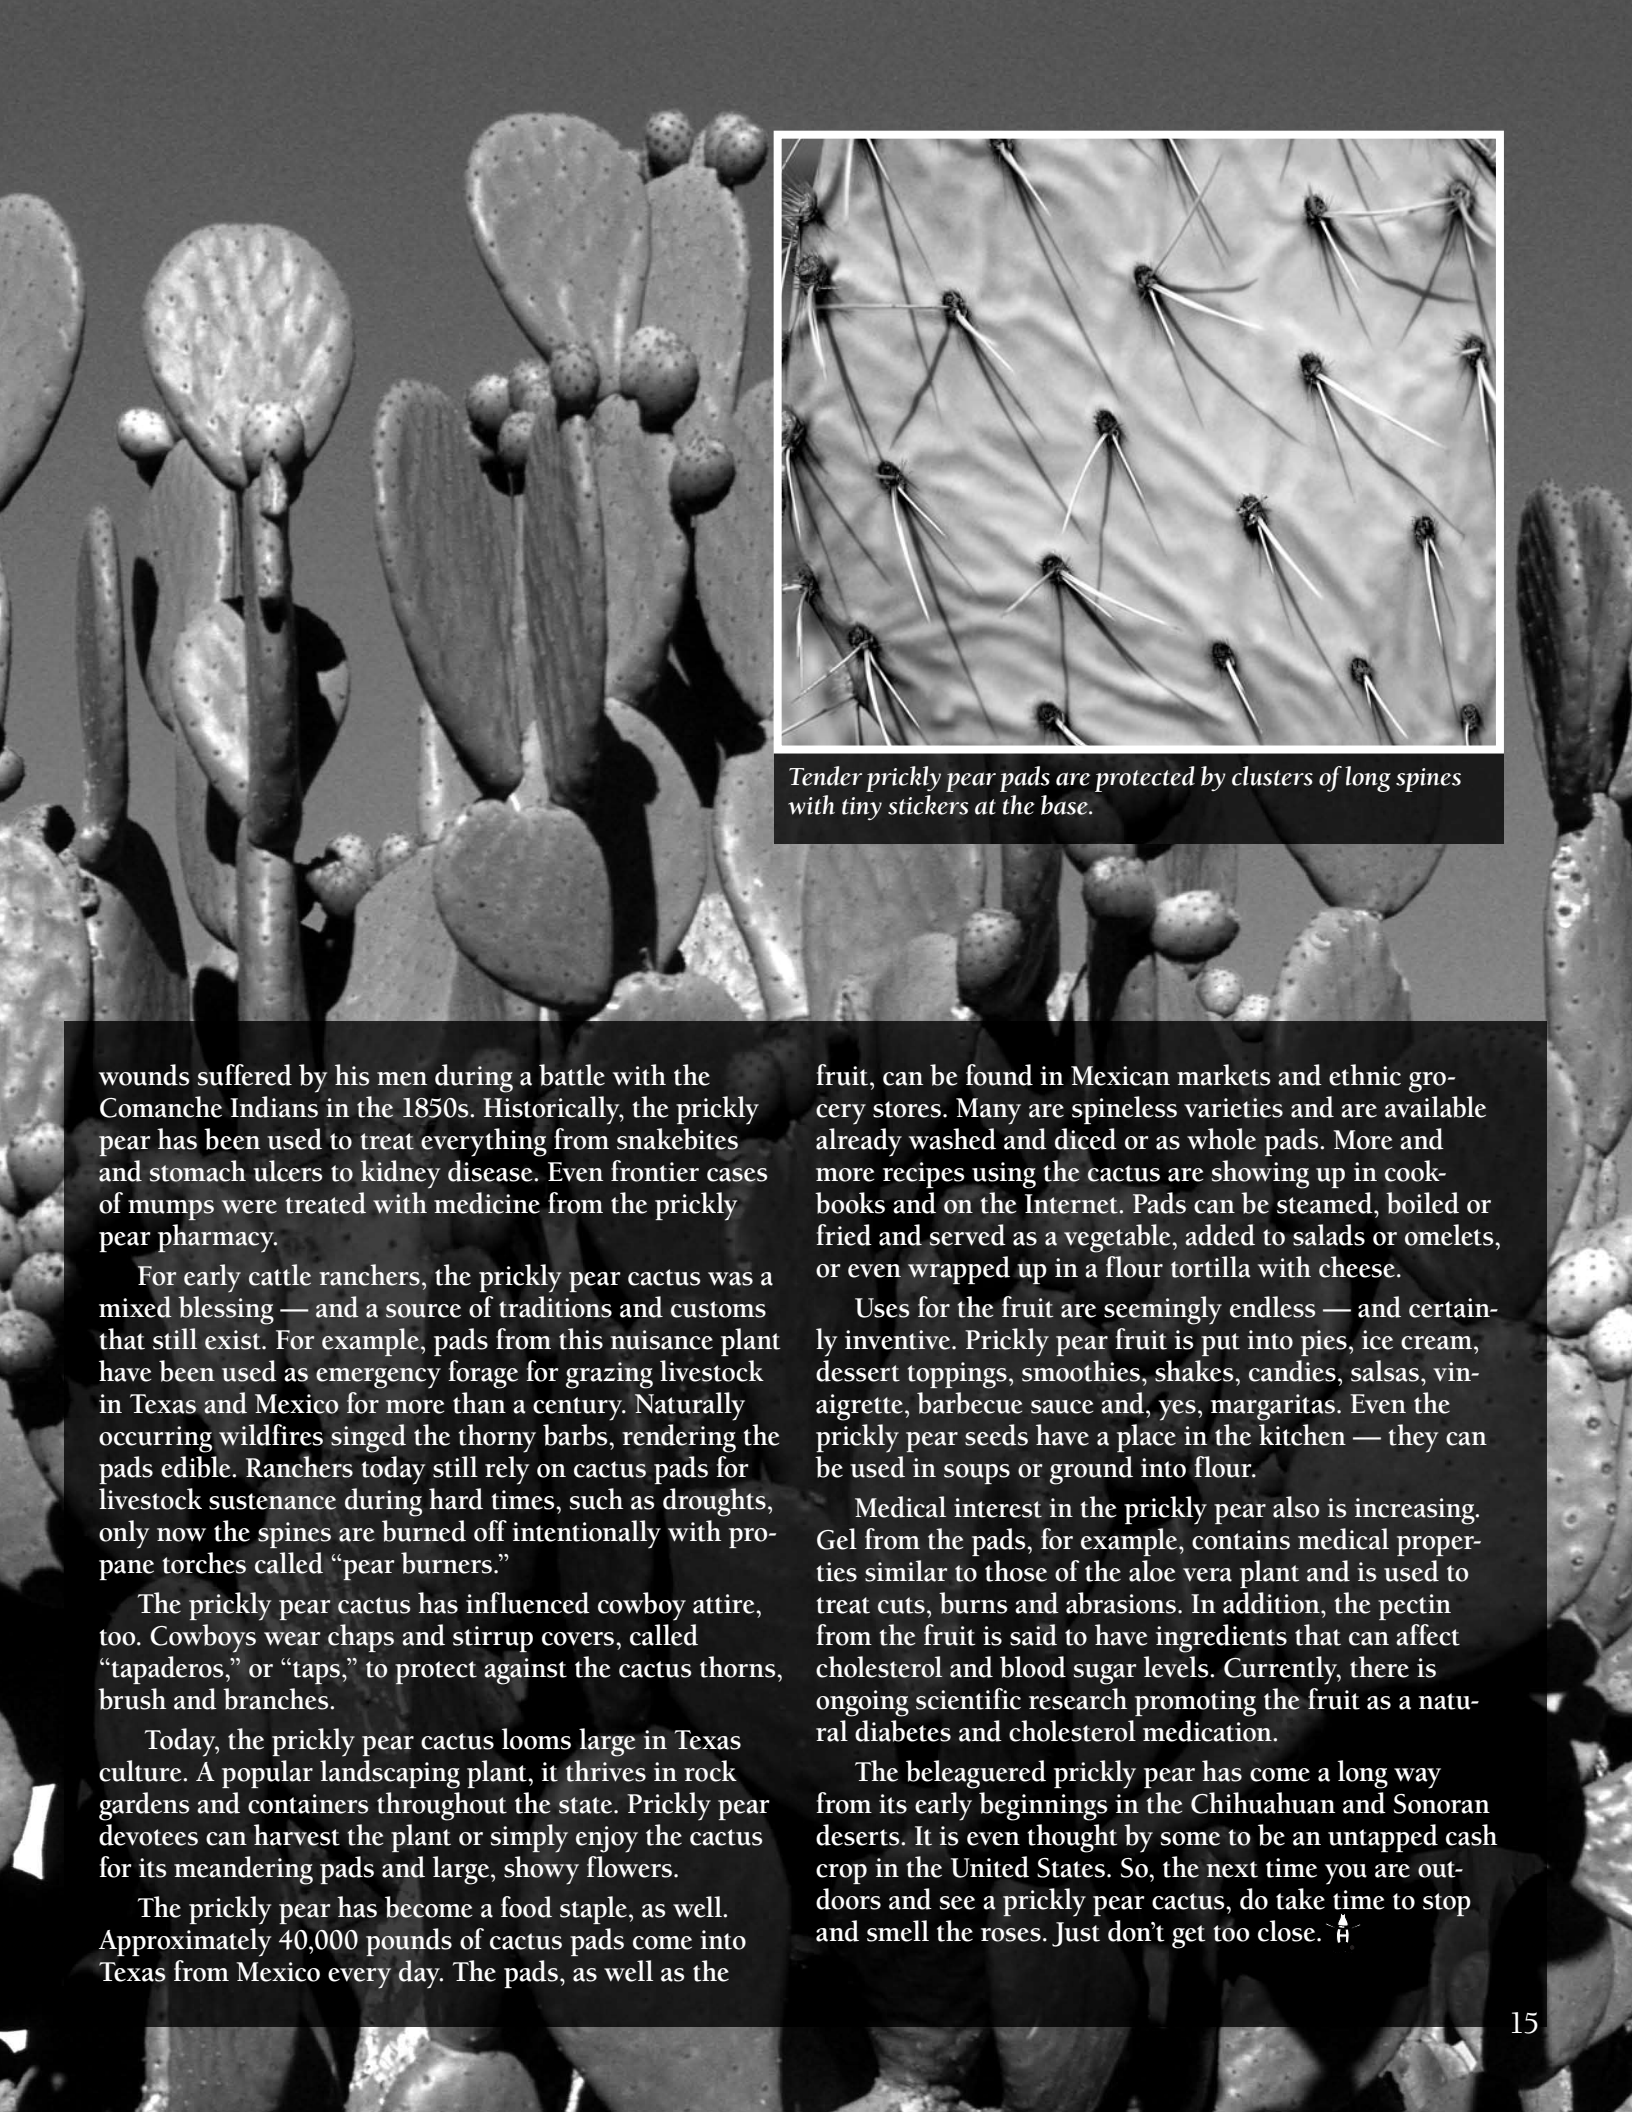 Tender prickly pear pads are protected by clusters of long spines
with tiny stickers at the base.
wounds suffered by his men during a battle with the
Comanche Indians in the 1850s. Historically, the prickly
pear has been used to treat everything from snakebites
and stomach ulcers to kidney disease. Even frontier cases
of mumps were treated with medicine from the prickly
pear pharmacy.
For early cattle ranchers, the prickly pear cactus was a
mixed blessing — and a source of traditions and customs
that still exist. For example, pads from this nuisance plant
have been used as emergency forage for grazing livestock
in Texas and Mexico for more than a century. Naturally
occurring wildfires singed the thorny barbs, rendering the
pads edible. Ranchers today still rely on cactus pads for
livestock sustenance during hard times, such as droughts,
only now the spines are burned off intentionally with pro-
pane torches called “pear burners.”
The prickly pear cactus has influenced cowboy attire,
too. Cowboys wear chaps and stirrup covers, called
“tapaderos,” or “taps,” to protect against the cactus thorns,
brush and branches.
Today, the prickly pear cactus looms large in Texas
culture. A popular landscaping plant, it thrives in rock
gardens and containers throughout the state. Prickly pear
devotees can harvest the plant or simply enjoy the cactus
for its meandering pads and large, showy flowers.
The prickly pear has become a food staple, as well.
Approximately 40,000 pounds of cactus pads come into
Texas from Mexico every day. The pads, as well as the
fruit, can be found in Mexican markets and ethnic gro-
cery stores. Many are spineless varieties and are available
already washed and diced or as whole pads. More and
more recipes using the cactus are showing up in cook-
books and on the Internet. Pads can be steamed, boiled or
fried and served as a vegetable, added to salads or omelets,
or even wrapped up in a flour tortilla with cheese.
Uses for the fruit are seemingly endless — and certain-
ly inventive. Prickly pear fruit is put into pies, ice cream,
dessert toppings, smoothies, shakes, candies, salsas, vin-
aigrette, barbecue sauce and, yes, margaritas. Even the
prickly pear seeds have a place in the kitchen — they can
be used in soups or ground into flour.
Medical interest in the prickly pear also is increasing.
Gel from the pads, for example, contains medical proper-
ties similar to those of the aloe vera plant and is used to
treat cuts, burns and abrasions. In addition, the pectin
from the fruit is said to have ingredients that can affect
cholesterol and blood sugar levels. Currently, there is
ongoing scientific research promoting the fruit as a natu-
ral diabetes and cholesterol medication.
The beleaguered prickly pear has come a long way
from its early beginnings in the Chihuahuan and Sonoran
deserts. It is even thought by some to be an untapped cash
crop in the United States. So, the next time you are out-
doors and see a prickly pear cactus, do take time to stop
and smell the roses. Just don’t get too close. H
15